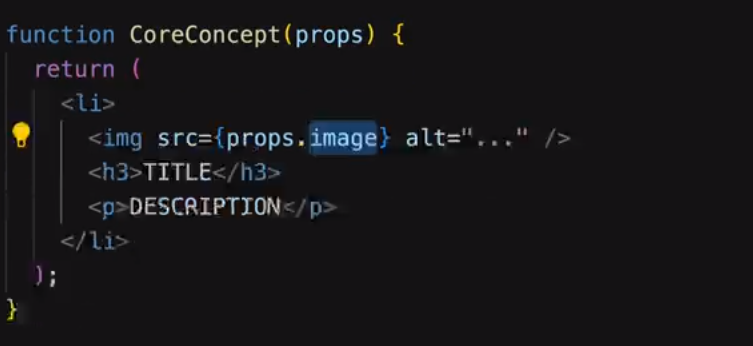 function CoreConcept(props) {
return (
<li>
<img src={props.image} alt="..." />
<h3>TITLE</h3>
<p>DESCRIPTION</p>
</li>
);
}